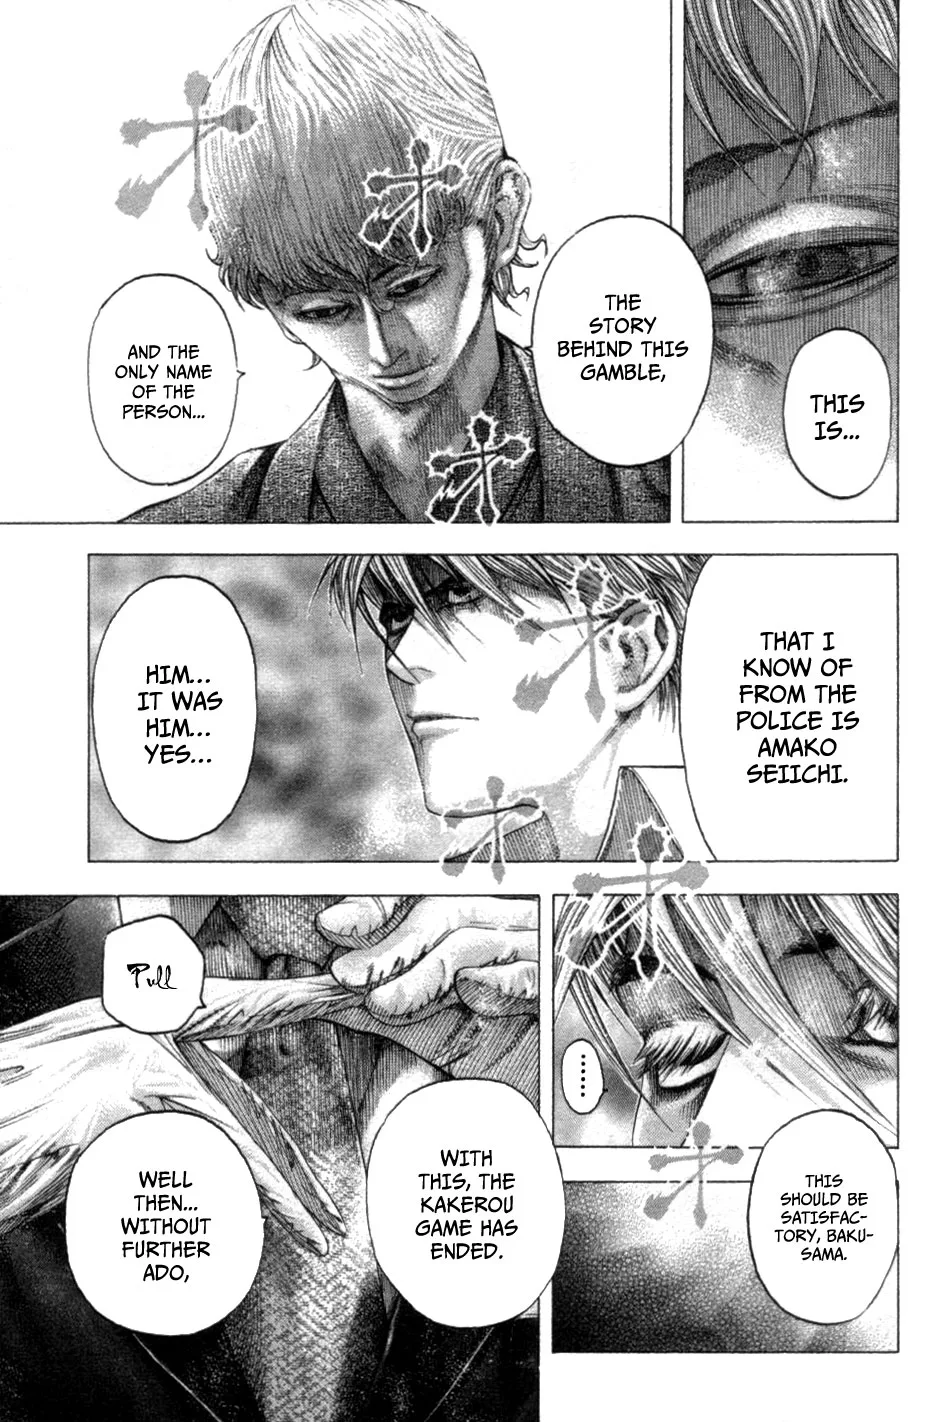 THIS
IS...
THE
STORY
BEHIND THIS
GAMBLE,
AND THE
ONLY NAME
OF THE
PERSON...
THAT I
KNOW OF
FROM THE
POLICE IS
AMAKO
SEIICHI.
HIM...
IT WAS
HIM...
YES...
......
THIS
SHOULD BE
SATISFAC-
TORY, BAKU-
SAMA.
Pull
WITH
THIS, THE
KAKEROU
GAME HAS
ENDED.
WELL
THEN...
WITHOUT
FURTHER
ADO,